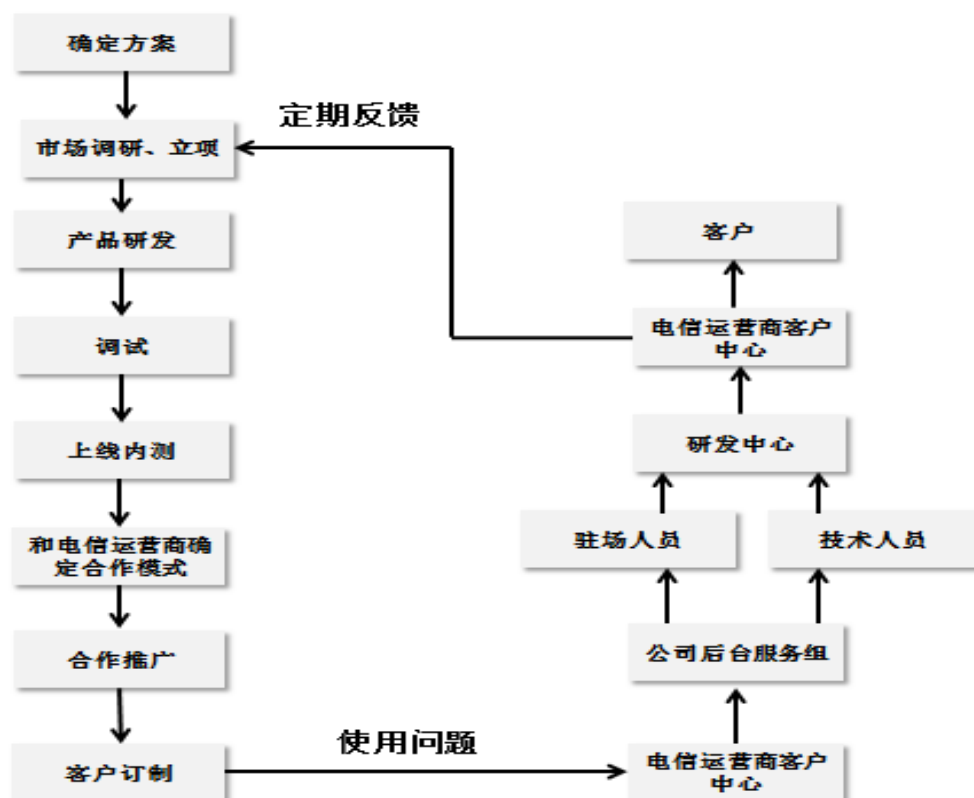 确定方案
定期反馈
市场调研、立项
产品研发
客户
调试
电信运营商客户
中心
上线内测
研发中心
和电信运营商确
定合作模式
驻场人员
技术人员
合作推广
公司后台服务组
使用问题
客户订制
电信运营商客户
中心